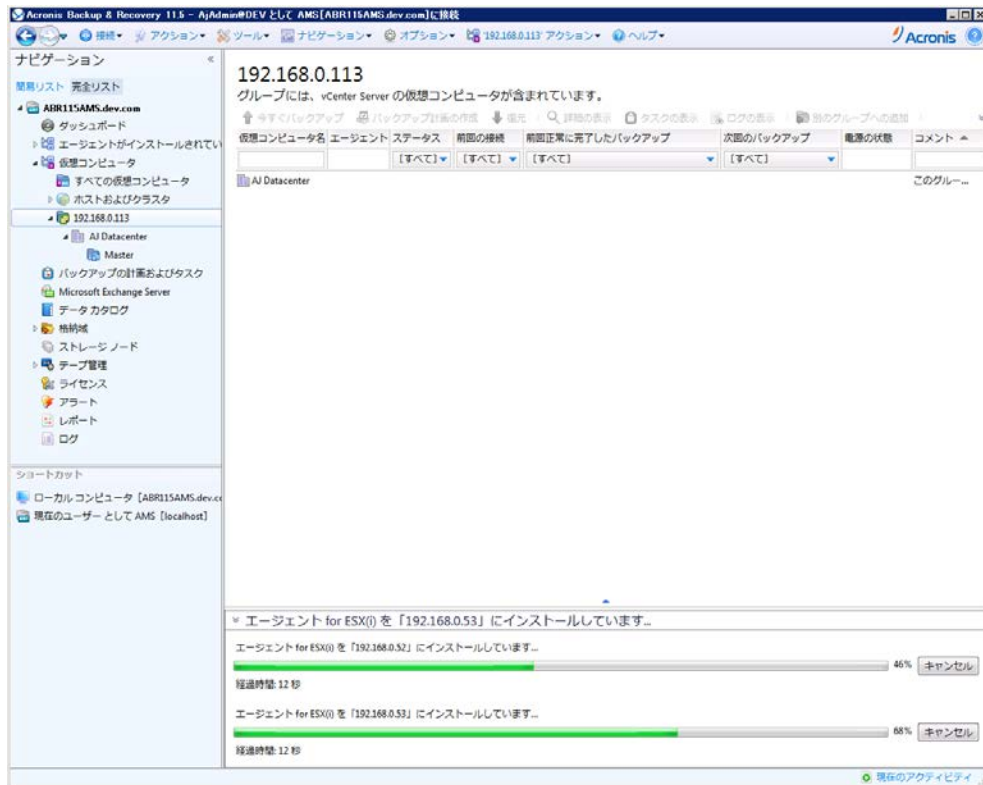 Acronis Backup & Recovery 11.5 - AjAdmin@DEV として AMS[ABR115AMS.dev.com]に接続
接続 アクション ツール ナビゲーション オプション '192.168.0.113' アクション ヘルプ Acronis
ナビゲーション
簡易リスト 完全リスト
ABR115AMS.dev.com
ダッシュボード
エージェントがインストールされてい
仮想コンピュータ
すべての仮想コンピュータ
ホストおよびクラスタ
192.168.0.113
AJ Datacenter
Master
バックアップの計画およびタスク
Microsoft Exchange Server
データ カタログ
格納域
ストレージ ノード
テープ管理
ライセンス
アラート
レポート
ログ
ショートカット
ローカル コンピュータ [ABR115AMS.dev.co
現在のユーザー として AMS [localhost]
192.168.0.113
グループには、vCenter Server の仮想コンピュータが含まれています。
今すぐバックアップ バックアップ計画の作成 復元 詳細の表示 タスクの表示 ログの表示 別のグループへの追加
仮想コンピュータ名 エージェント ステータス 前回の接続 前回正常に完了したバックアップ 次回のバックアップ 電源の状態 コメント
[すべて] [すべて] [すべて] [すべて]
AJ Datacenter このグルー...
エージェント for ESX(i) を「192.168.0.53」にインストールしています...
エージェント for ESX(i) を「192.168.0.52」にインストールしています...
46% キャンセル
経過時間: 12 秒
エージェント for ESX(i) を「192.168.0.53」にインストールしています...
68% キャンセル
経過時間: 12 秒
現在のアクティビティ